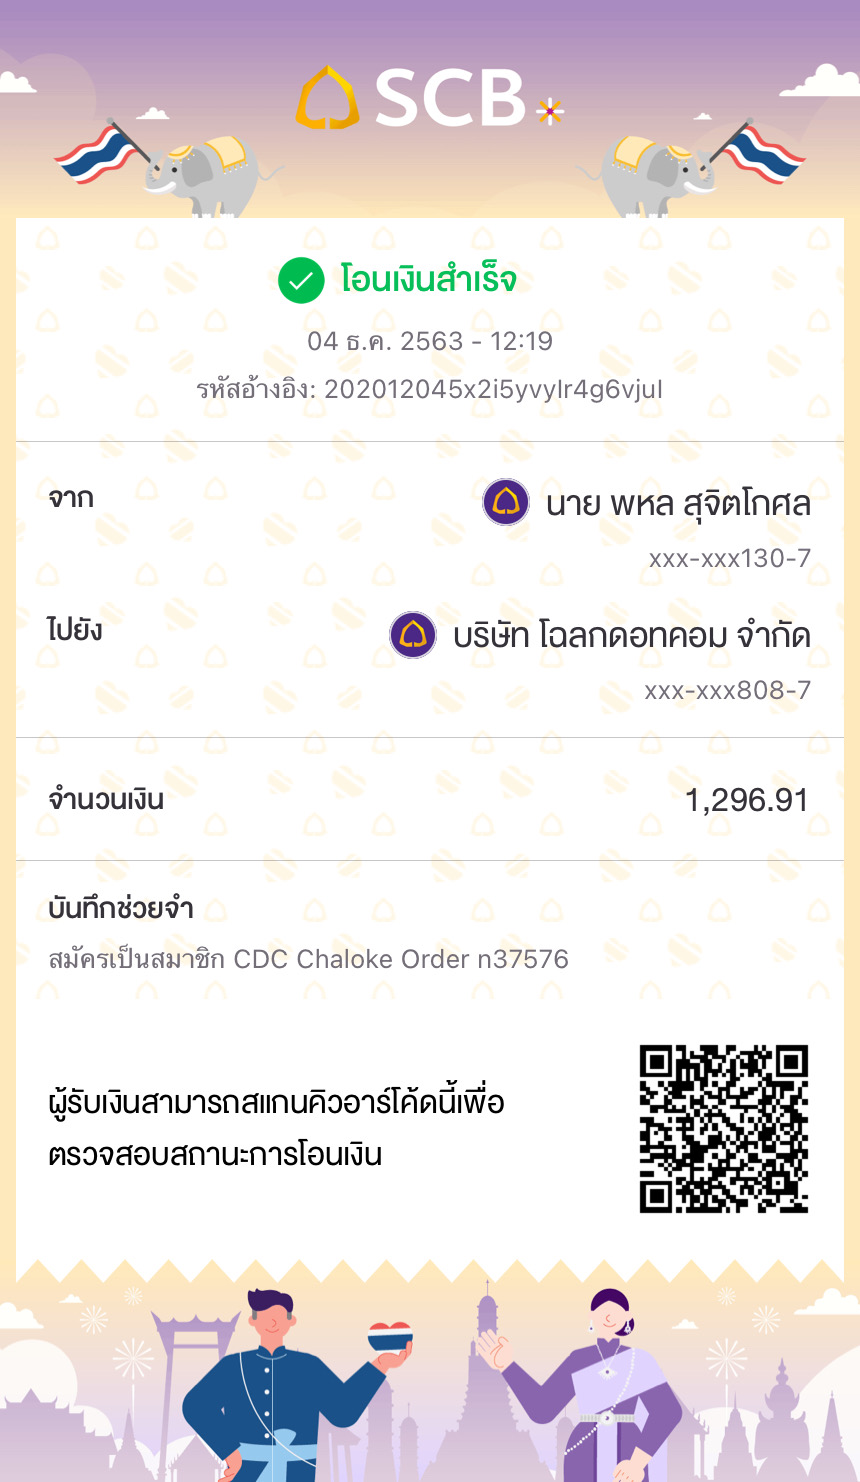 SCB
โอนเงินสำเร็จ
04 ธ.ค. 2563 - 12:19
รหัสอ้างอิง: 202012045x2i5yvylr4g6vjul
จาก
นาย พหล สุจิตโกศล
xxx-xxx130-7
ไปยัง
บริษัท โฉลกดอทคอม จำกัด
xxx-xxx808-7
จำนวนเงิน
1,296.91
บันทึกช่วยจำ
สมัครเป็นสมาชิก CDC Chaloke Order n37576
ผู้รับเงินสามารถสแกนคิวอาร์โค้ดนี้เพื่อ
ตรวจสอบสถานะการโอนเงิน